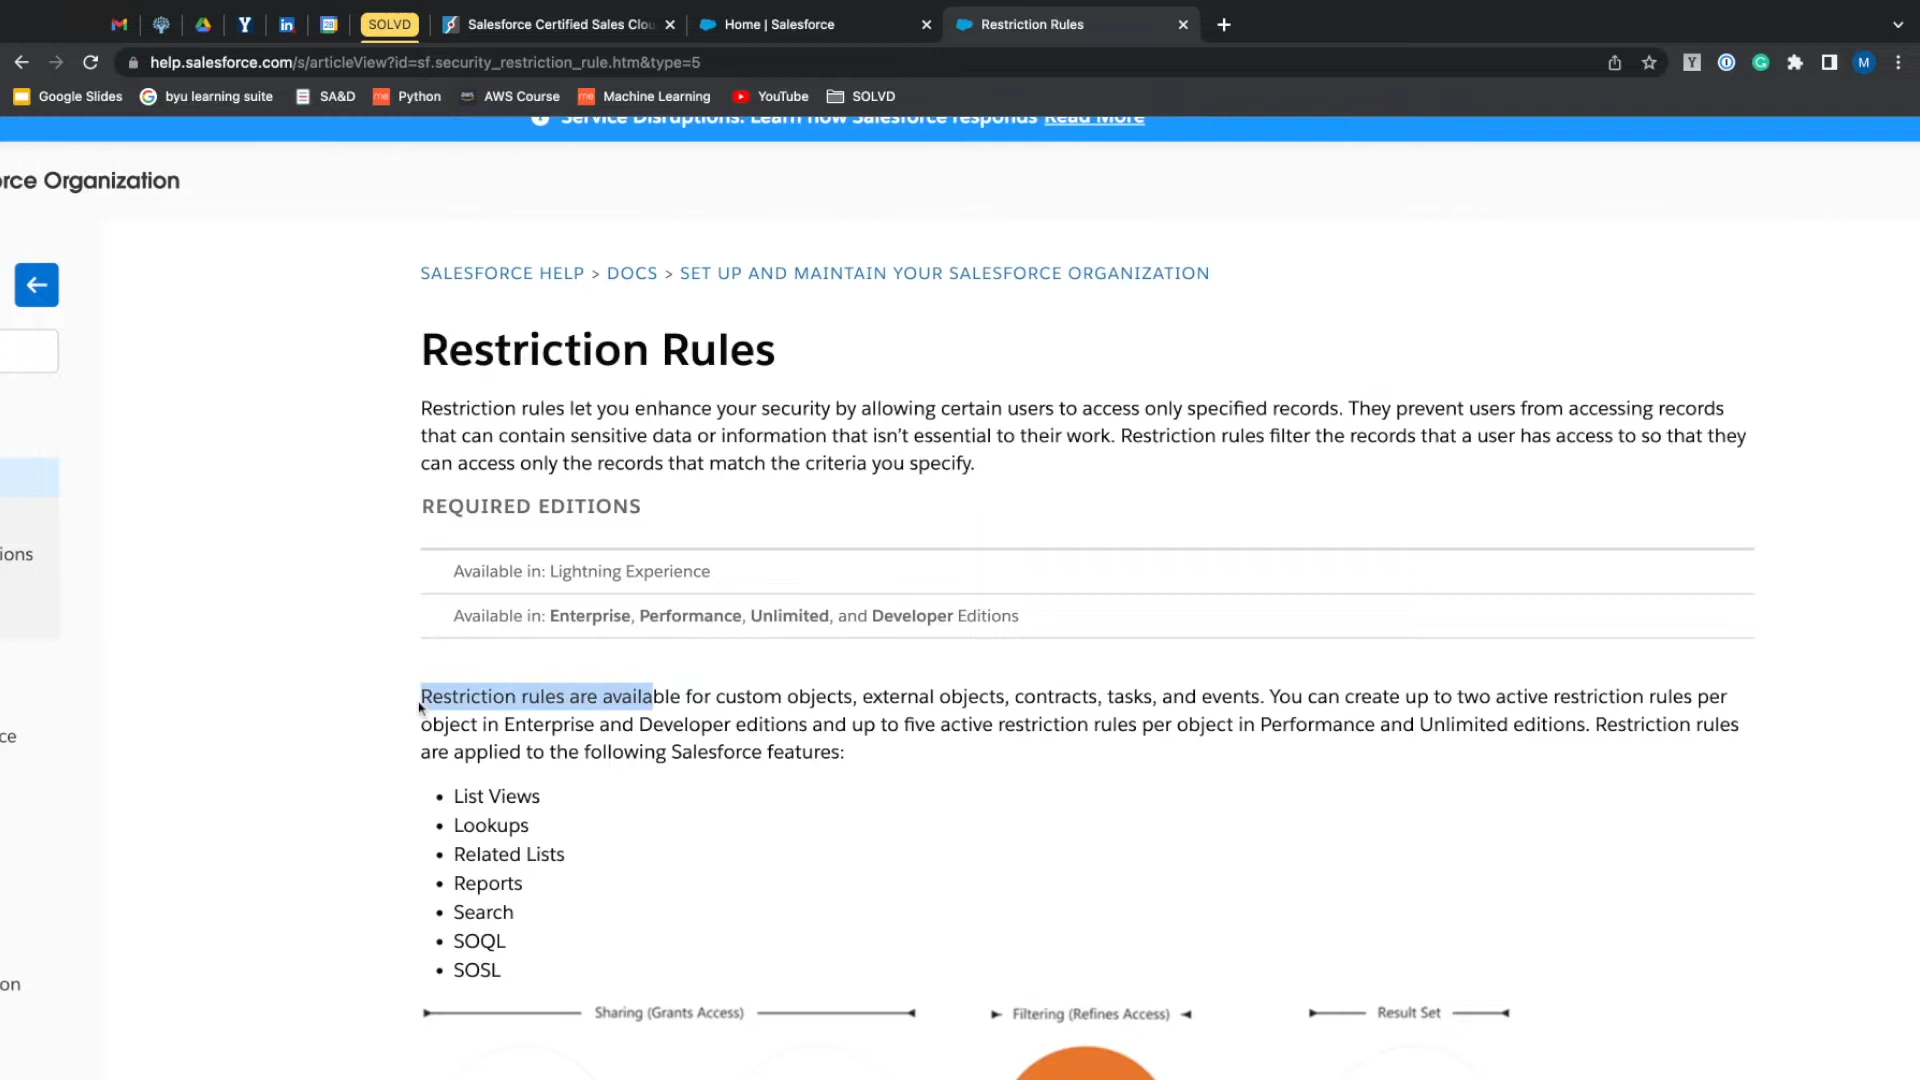 SOLVD
Salesforce Certified Sales Clou
Home | Salesforce
Restriction Rules
help.salesforce.com/s/articleView?id=sf.security_restriction_rule.htm&type=5
Google Slides
byu learning suite
SA&D
Python
AWS Course
Machine Learning
YouTube
SOLVD
Service Disruptions: Learn how Salesforce responds Read More
rce Organization
SALESFORCE HELP > DOCS > SET UP AND MAINTAIN YOUR SALESFORCE ORGANIZATION
Restriction Rules
Restriction rules let you enhance your security by allowing certain users to access only specified records. They prevent users from accessing records
that can contain sensitive data or information that isn't essential to their work. Restriction rules filter the records that a user has access to so that they
can access only the records that match the criteria you specify.
REQUIRED EDITIONS
ions
Available in: Lightning Experience
Available in: Enterprise, Performance, Unlimited, and Developer Editions
Restriction rules are available for custom objects, external objects, contracts, tasks, and events. You can create up to two active restriction rules per
object in Enterprise and Developer editions and up to five active restriction rules per object in Performance and Unlimited editions. Restriction rules
are applied to the following Salesforce features:
ce
• List Views
• Lookups
• Related Lists
• Reports
• Search
• SOQL
• SOSL
on
Sharing (Grants Access)
Filtering (Refines Access)
Result Set